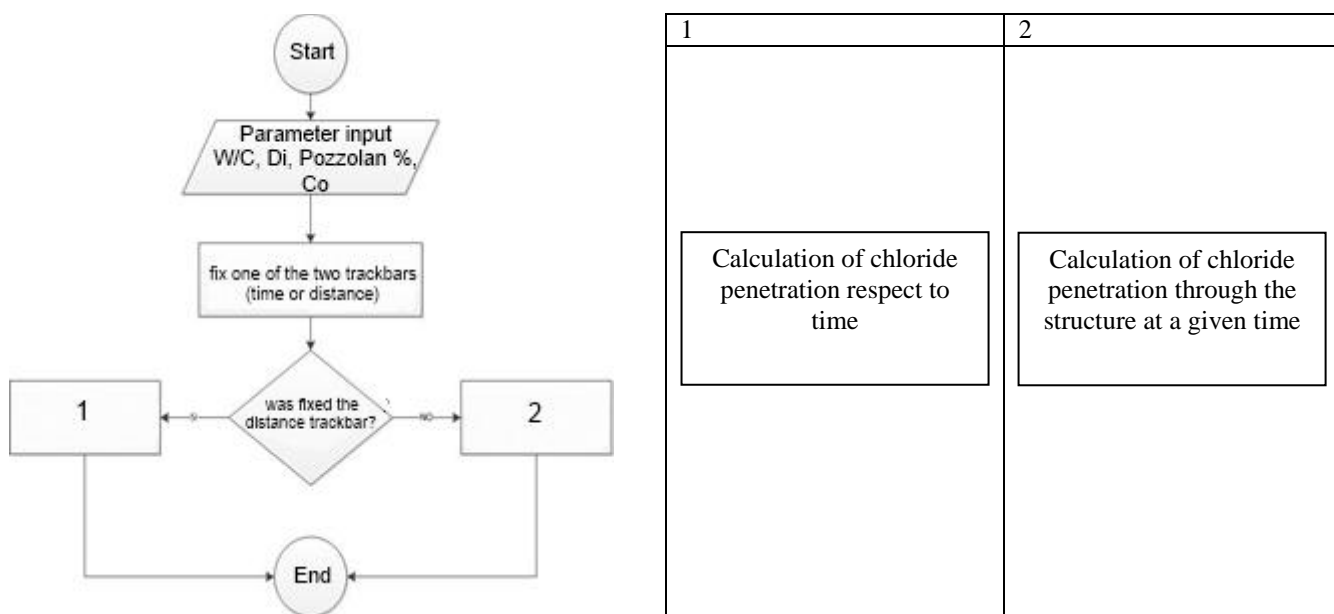 Start
Parameter input
W/C, Di, Pozzolan %,
Co
fix one of the two trackbars
(time or distance)
was fixed the
distance trackbar?
SI
NO
1
2
End
1
2
Calculation of chloride
penetration respect to
time
Calculation of chloride
penetration through the
structure at a given time